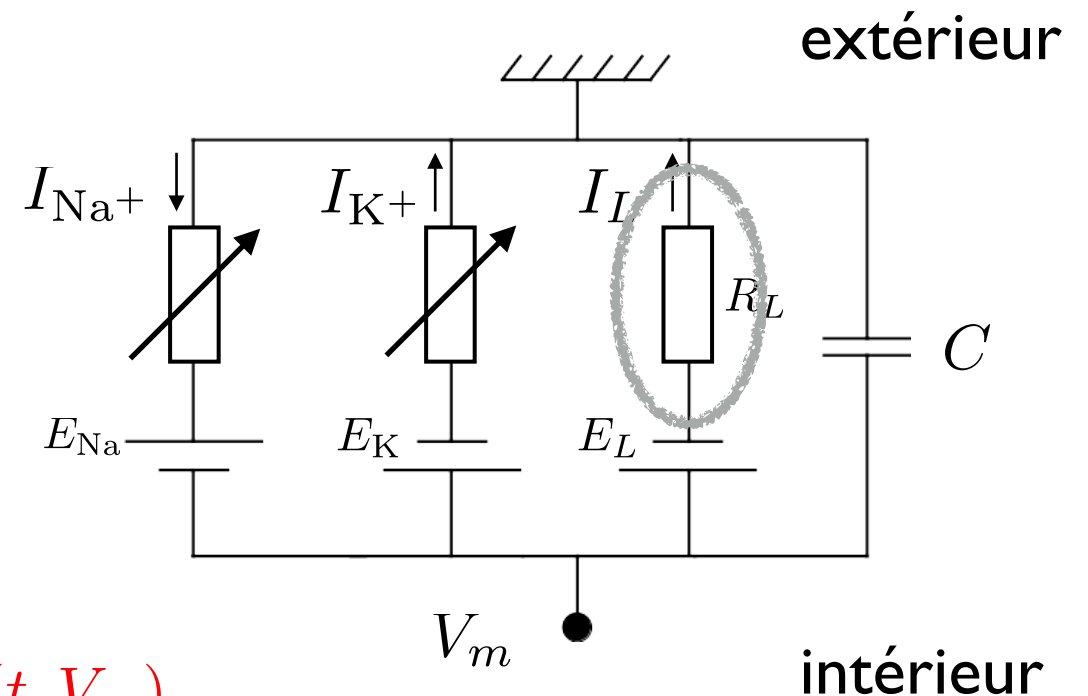 extérieur
I_{Na+} I_{K+} I_L
R_L
C
E_{Na} E_K E_L
V_m
t, V )
intérieur